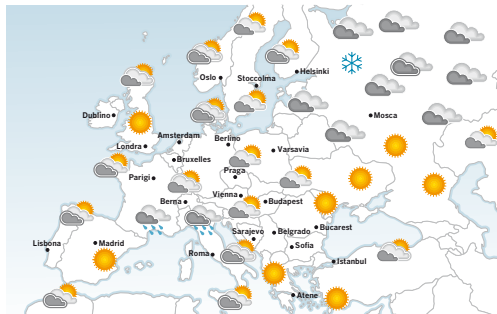 Oslo
Helsinki
Stoccolma
Dublino
Mosca
Amsterdam
Berlino
Londra
Varsavia
Bruxelles
Praga
Parigi
Vienna
Budapest
Berna
Bucarest
Sarajevo
Belgrado
Lisbona
Madrid
Sofia
Roma
Istanbul
Atene